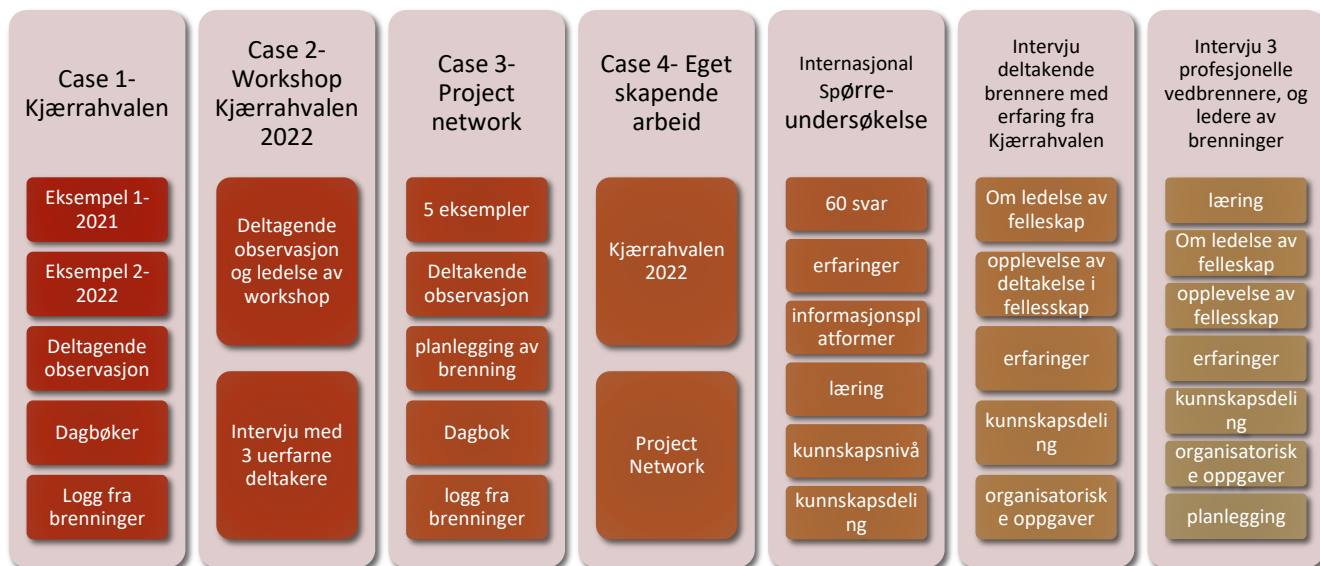 Case 1-
Kjærrahvalen
Eksempel 1-
2021
Eksempel 2-
2022
Deltagende
observasjon
Dagbøker
Logg fra
brenninger
Case 2-
Workshop
Kjærrahvalen
2022
Deltagende
observasjon
og ledelse av
workshop
Intervju med
3 uerfarne
deltakere
Case 3-
Project
network
5 eksempler
Deltakende
observasjon
planlegging av
brenning
Dagbok
logg fra
brenninger
Case 4- Eget
skapende
arbeid
Kjærrahvalen
2022
Project
Network
Internasjonal
Spørre-
undersøkelse
60 svar
erfaringer
informasjonspl
atformer
læring
kunnskapsnivå
kunnskapsdeli
ng
Intervju
deltakende
brennere med
erfaring fra
Kjærrahvalen
Om ledelse av
felleskap
opplevelse av
deltakelse i
fellesskap
erfaringer
kunnskapsdeli
ng
organisatorisk
e oppgaver
Intervju 3
profesjonelle
vedbrennere, og
ledere av
brenninger
læring
Om ledelse av
felleskap
opplevelse av
fellesskap
erfaringer
kunnskapsdeli
ng
organisatorisk
e oppgaver
planlegging